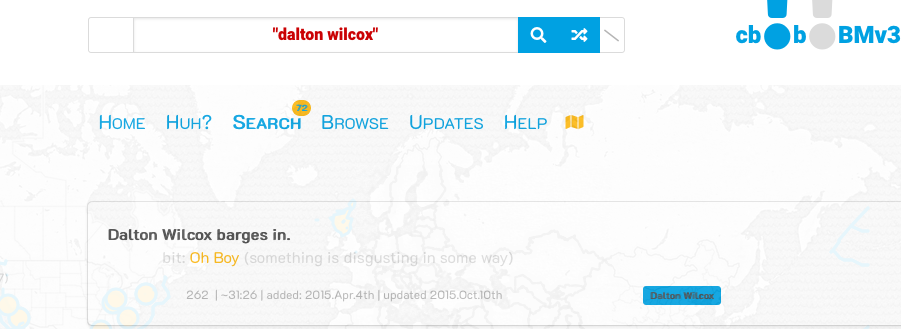 "dalton wilcox"
cb b BMv3
72
Home Huh? Search Browse Updates Help
Dalton Wilcox barges in.
bit: Oh Boy (something is disgusting in some way)
262 | ~31:26 | added: 2015.Apr.4th | updated 2015.Oct.10th
Dalton Wilcox